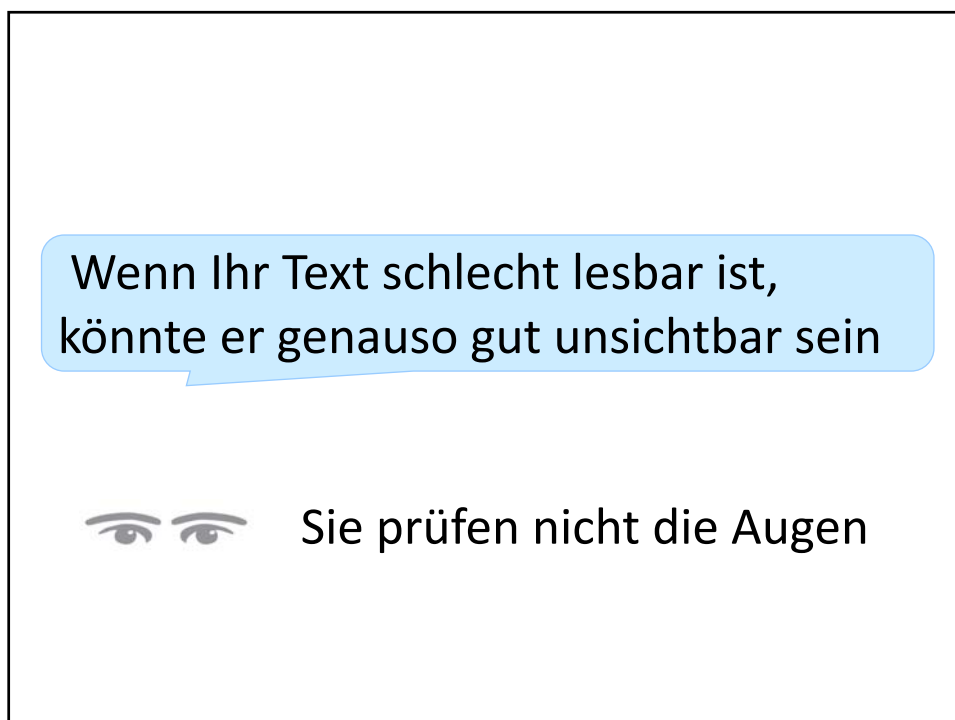 Wenn Ihr Text schlecht lesbar ist,
könnte er genauso gut unsichtbar sein
Sie prüfen nicht die Augen